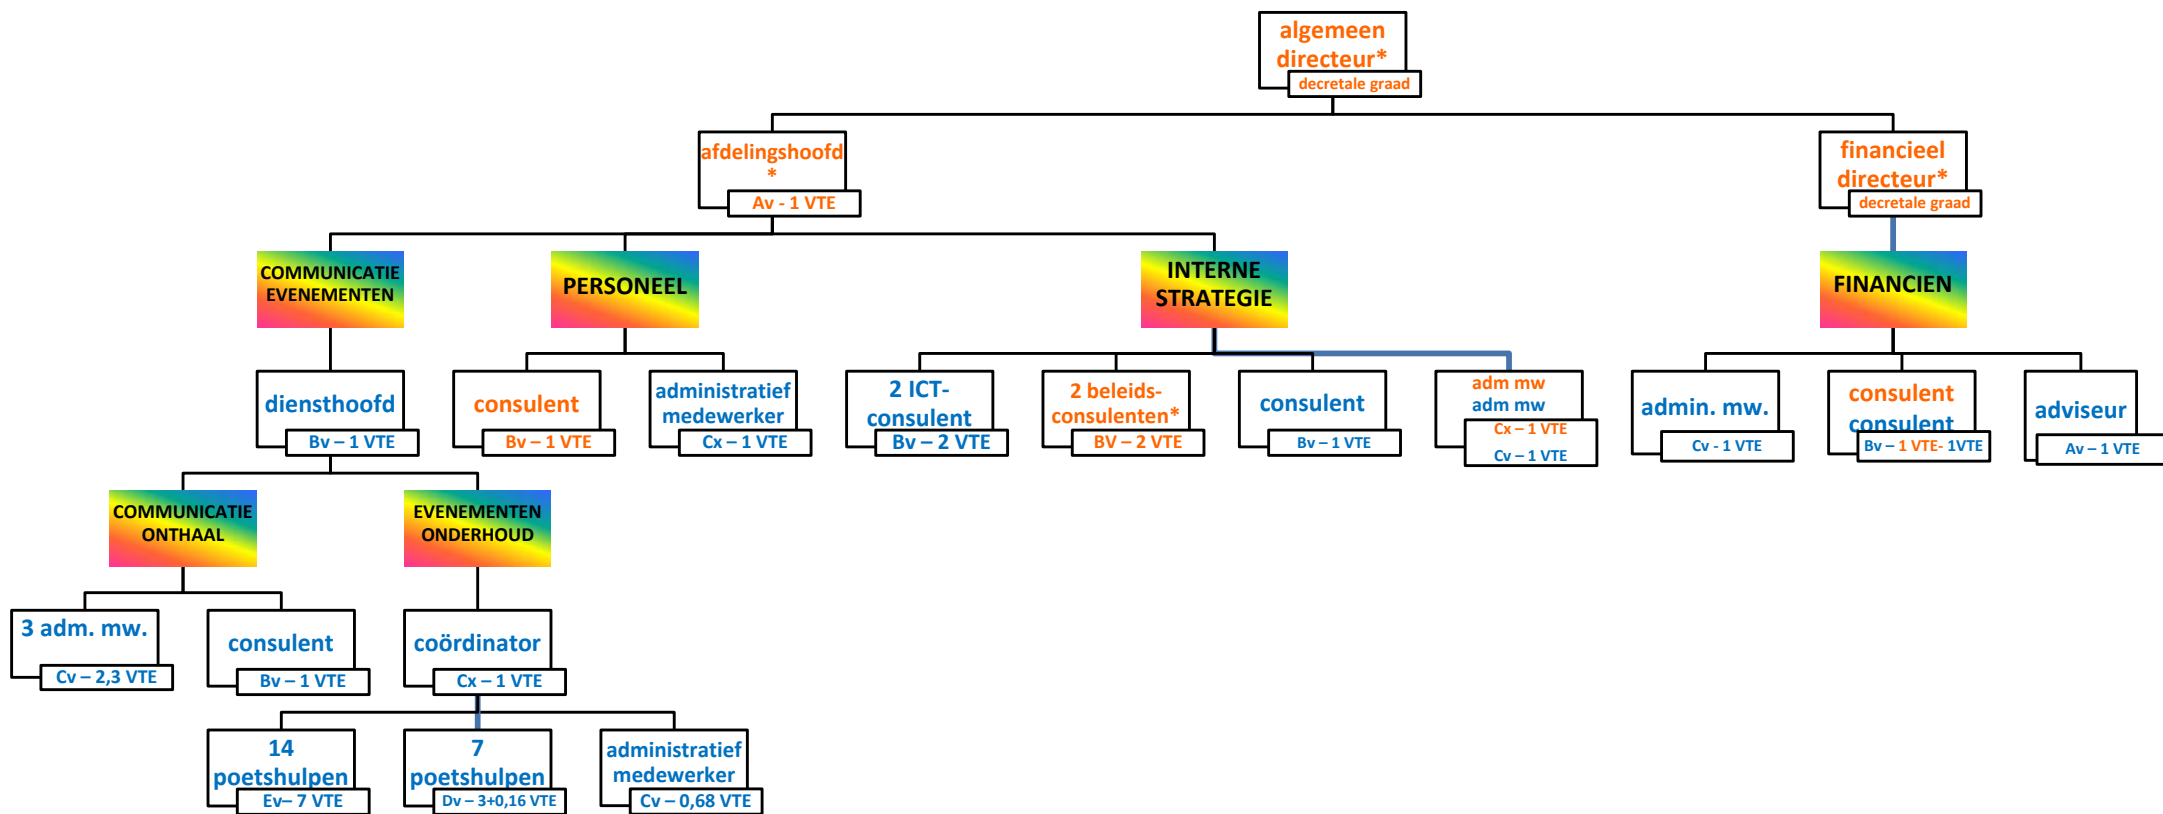 algemeen
directeur*
decretale graad
afdelingshoofd
*
Av - 1 VTE
financieel
directeur*
decretale graad
COMMUNICATIE
EVENEMENTEN
PERSONEEL
INTERNE
STRATEGIE
FINANCIEN
diensthoofd
Bv – 1 VTE
consulent
Bv – 1 VTE
administratief
medewerker
Cx – 1 VTE
2 ICT-
consulent
Bv – 2 VTE
2 beleids-
consulenten*
BV – 2 VTE
consulent
Bv – 1 VTE
adm mw
adm mw
Cx – 1 VTE
Cv – 1 VTE
admin. mw.
Cv - 1 VTE
consulent
consulent
Bv – 1 VTE- 1VTE
adviseur
Av – 1 VTE
COMMUNICATIE
ONTHAAL
EVENEMENTEN
ONDERHOUD
3 adm. mw.
Cv – 2,3 VTE
consulent
Bv – 1 VTE
coördinator
Cx – 1 VTE
14
poetshulpen
Ev– 7 VTE
7
poetshulpen
Dv – 3+0,16 VTE
administratief
medewerker
Cv – 0,68 VTE